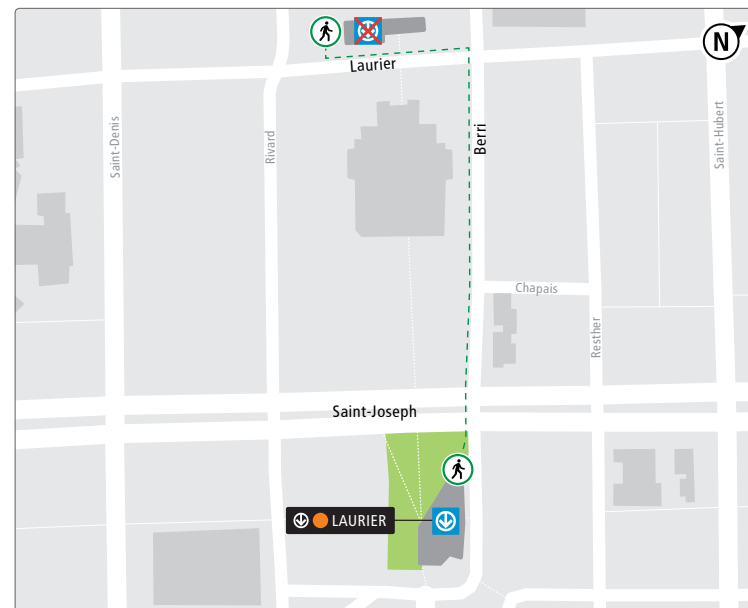 N
Laurier
Saint-Denis
Rivard
Berri
Saint-Hubert
Chapais
Resther
Saint-Joseph
LAURIER